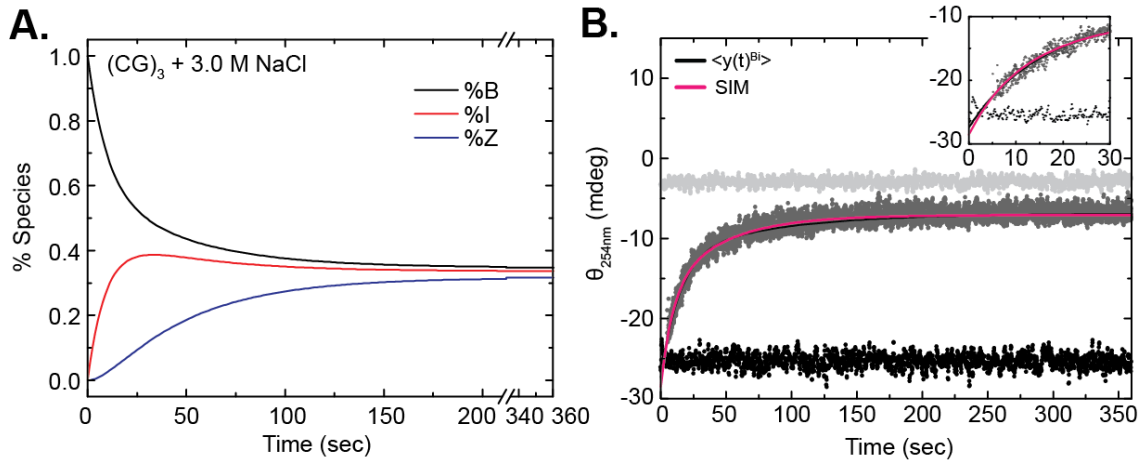 A.
(CG)₃ + 3.0 M NaCl
%B
%I
%Z
1.0
0.8
0.6
0.4
0.2
0.0
% Species
0 50 100 150 200 340 360
Time (sec)
B.
<y(t)ᴮⁱ>
SIM
10
0
-10
-20
-30
θ254nm (mdeg)
0 50 100 150 200 250 300 350
Time (sec)
-10
-20
-30
0 10 20 30